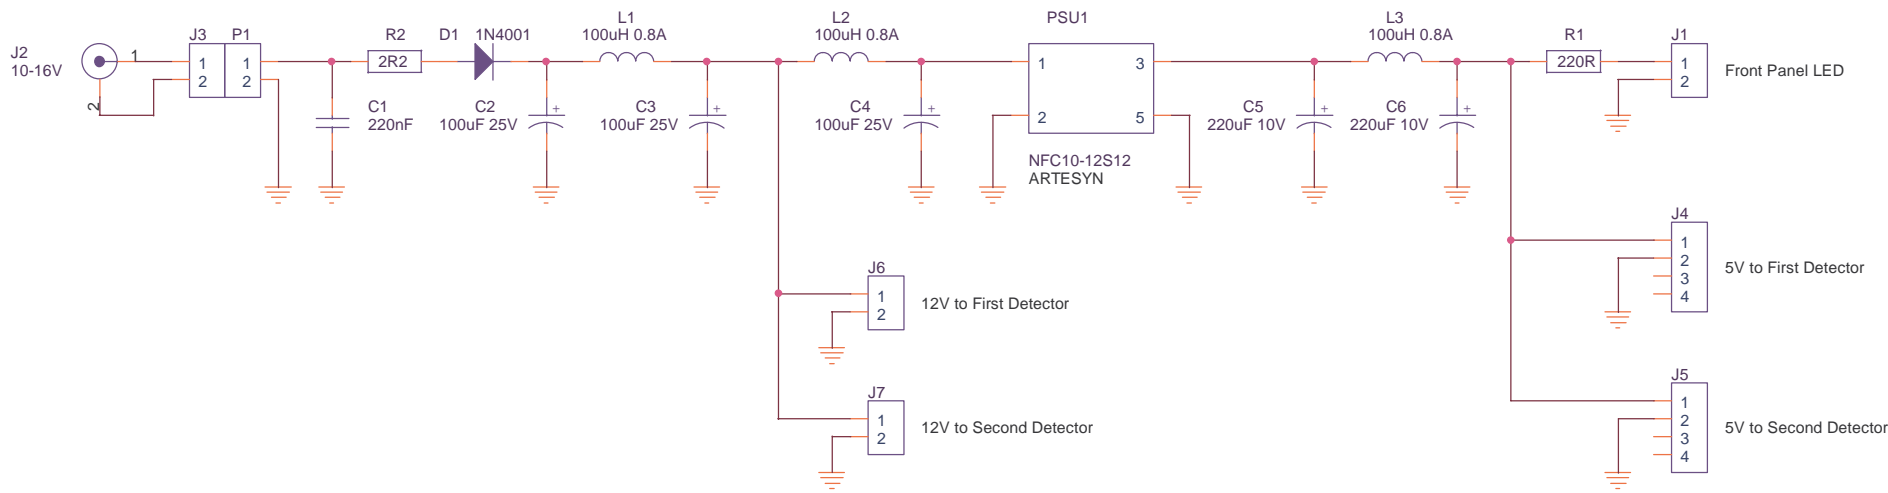 J2
10-16V
1
2
J3
P1
1
2
1
2
C1
220nF
R2
2R2
D1
1N4001
C2
100uF 25V
+
L1
100uH 0.8A
C3
100uF 25V
+
L2
100uH 0.8A
C4
100uF 25V
+
PSU1
1
2
3
5
NFC10-12S12
ARTESYN
C5
220uF 10V
+
L3
100uH 0.8A
C6
220uF 10V
+
R1
220R
J1
1
2
Front Panel LED
J4
1
2
3
4
5V to First Detector
J6
1
2
12V to First Detector
J7
1
2
12V to Second Detector
J5
1
2
3
4
5V to Second Detector